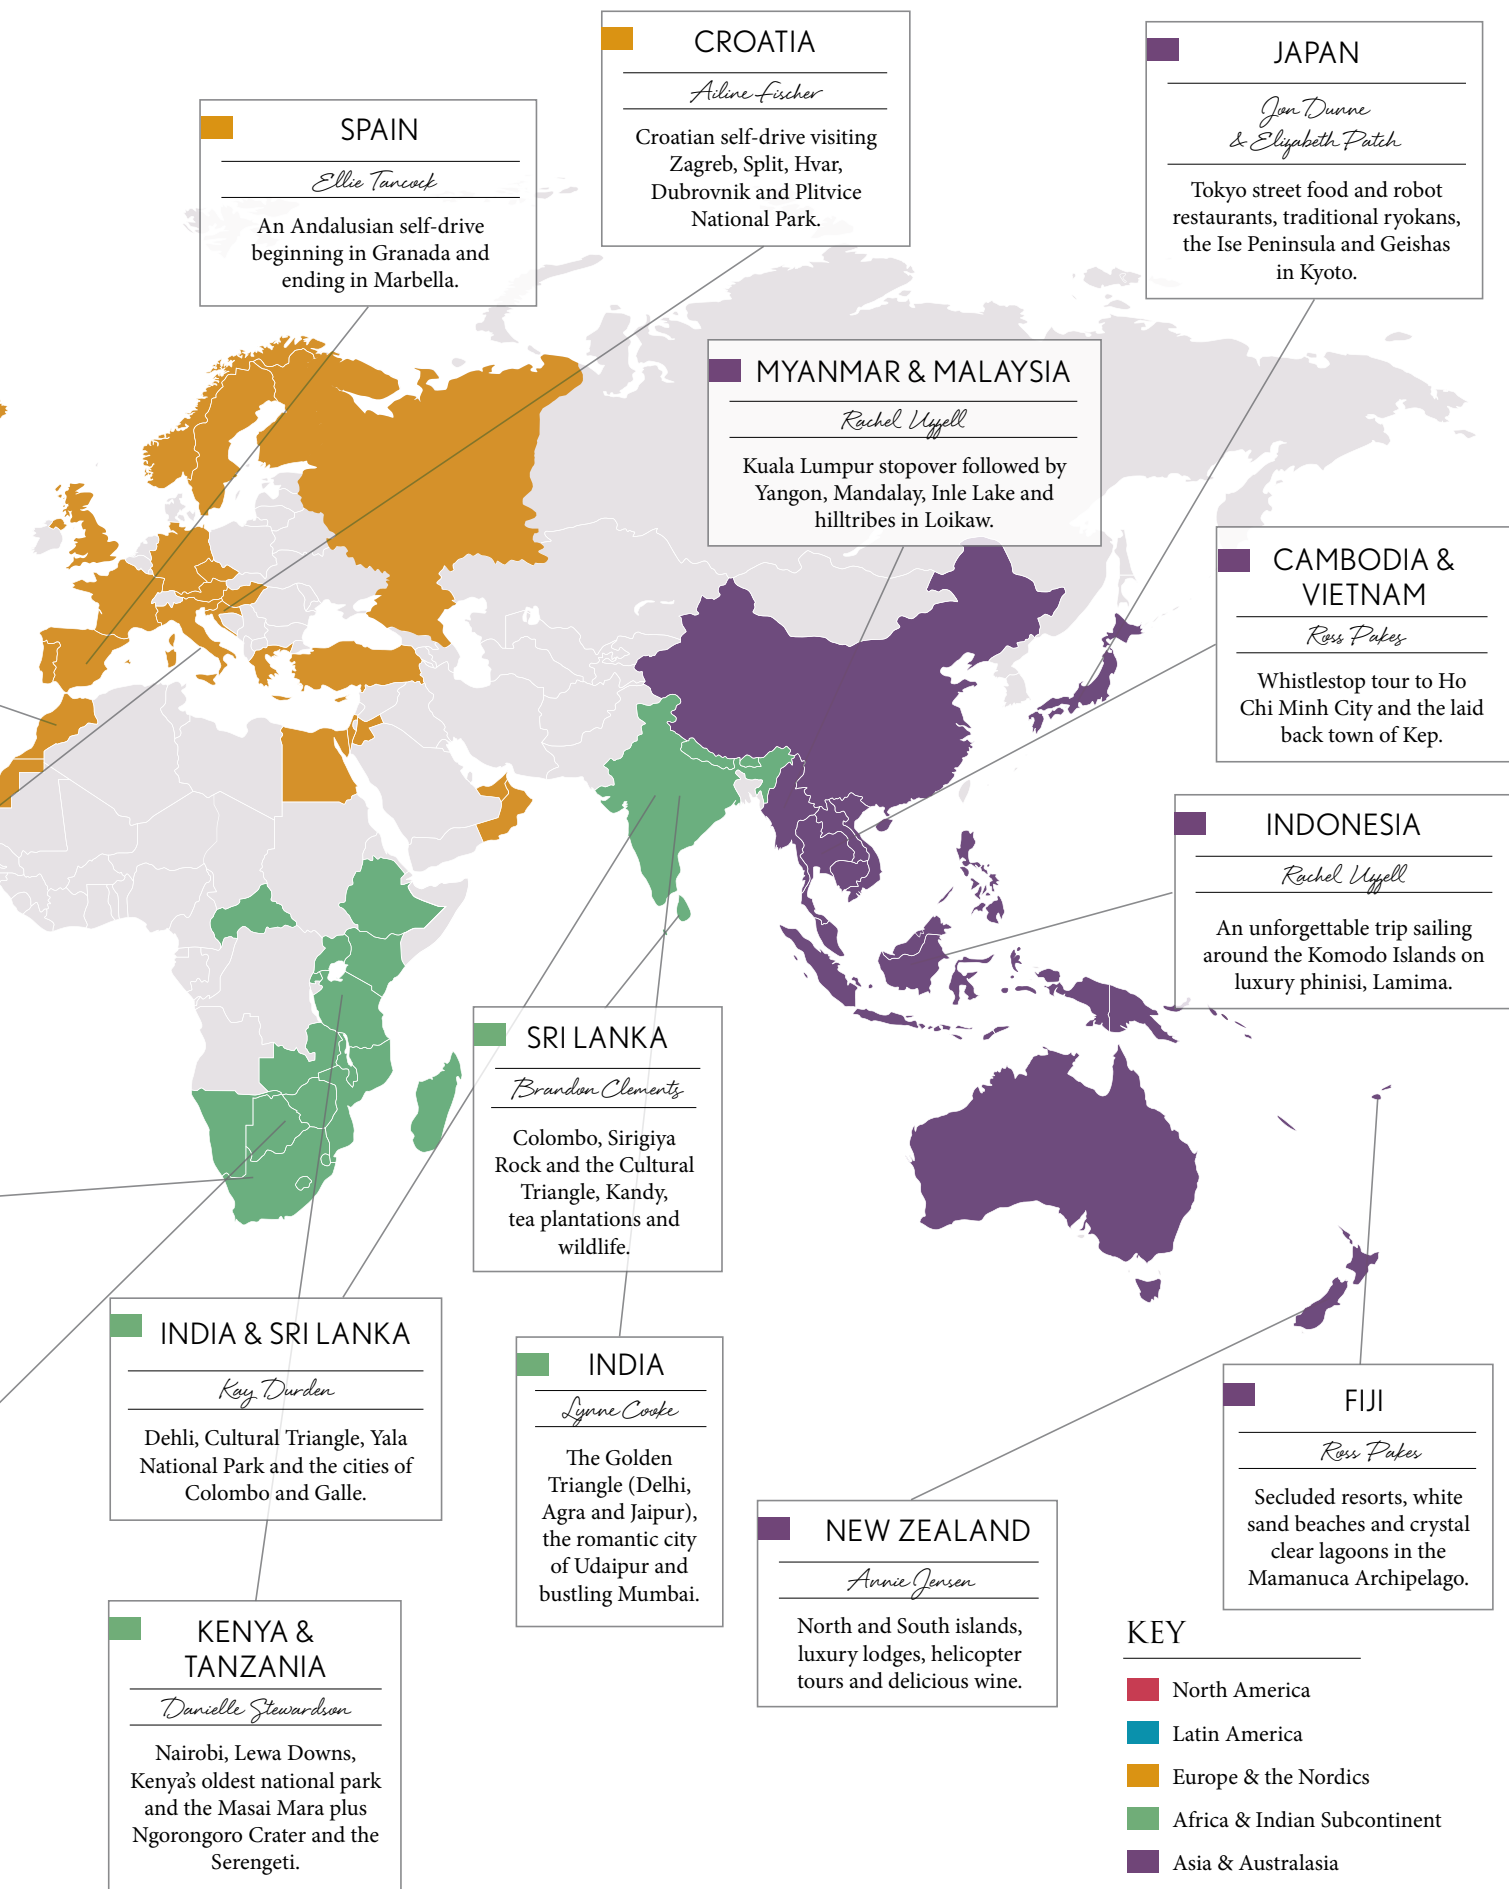 CROATIA
Ailine Fischer
Croatian self-drive visiting
Zagreb, Split, Hvar,
Dubrovnik and Plitvice
National Park.
JAPAN
Jon Dunne
& Elizabeth Patch
Tokyo street food and robot
restaurants, traditional ryokans,
the Ise Peninsula and Geishas
in Kyoto.
SPAIN
Ellie Tancock
An Andalusian self-drive
beginning in Granada and
ending in Marbella.
MYANMAR & MALAYSIA
Rachel Uzzell
Kuala Lumpur stopover followed by
Yangon, Mandalay, Inle Lake and
hilltribes in Loikaw.
CAMBODIA &
VIETNAM
Ross Pakes
Whistlestop tour to Ho
Chi Minh City and the laid
back town of Kep.
INDONESIA
Rachel Uzzell
An unforgettable trip sailing
around the Komodo Islands on
luxury phinisi, Lamima.
SRI LANKA
Brandon Clements
Colombo, Sirigiya
Rock and the Cultural
Triangle, Kandy,
tea plantations and
wildlife.
INDIA & SRI LANKA
Kay Durden
Dehli, Cultural Triangle, Yala
National Park and the cities of
Colombo and Galle.
INDIA
Lynne Cooke
The Golden
Triangle (Delhi,
Agra and Jaipur),
the romantic city
of Udaipur and
bustling Mumbai.
FIJI
Ross Pakes
Secluded resorts, white
sand beaches and crystal
clear lagoons in the
Mamanuca Archipelago.
NEW ZEALAND
Annie Jensen
North and South islands,
luxury lodges, helicopter
tours and delicious wine.
KENYA &
TANZANIA
Danielle Stewardson
Nairobi, Lewa Downs,
Kenya's oldest national park
and the Masai Mara plus
Ngorongoro Crater and the
Serengeti.
KEY
North America
Latin America
Europe & the Nordics
Africa & Indian Subcontinent
Asia & Australasia